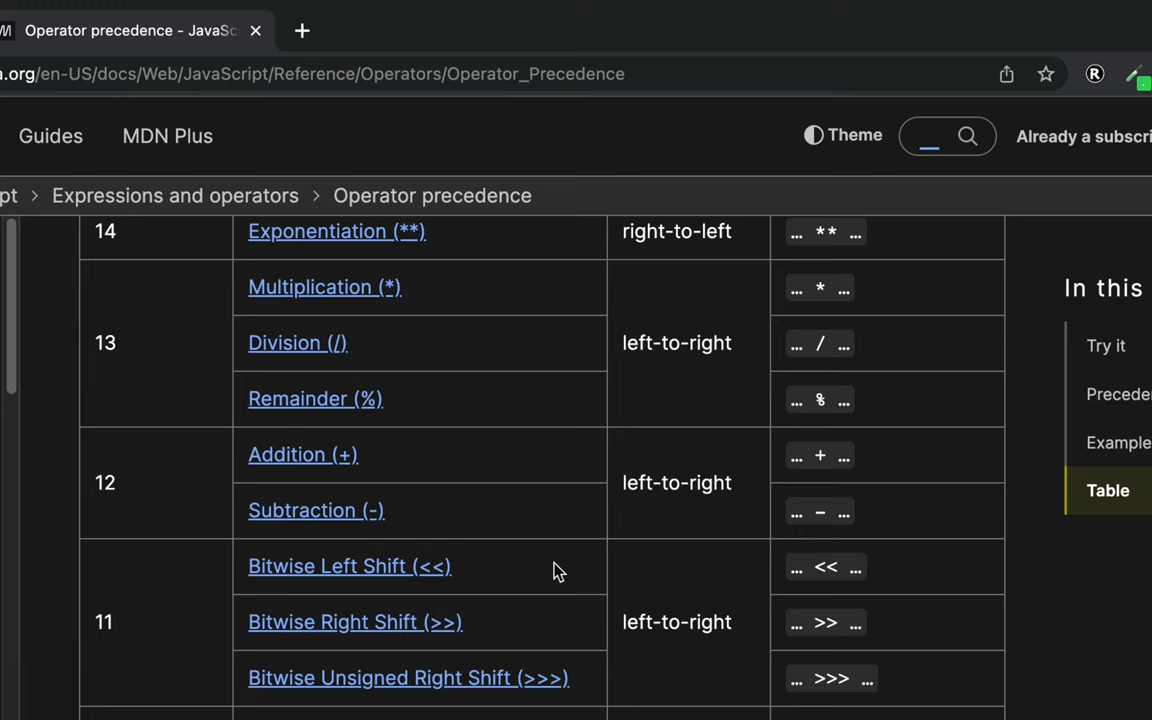 Operator precedence - JavaSc
a.org/en-US/docs/Web/JavaScript/Reference/Operators/Operator_Precedence
Guides MDN Plus Theme Already a subscri
pt > Expressions and operators > Operator precedence
14 Exponentiation (**) right-to-left … ** …
Multiplication (*) … * …
13 Division (/) left-to-right … / …
Remainder (%) … % …
Addition (+) … + …
12 left-to-right
Subtraction (-) … - …
Bitwise Left Shift (<<) … << …
11 Bitwise Right Shift (>>) left-to-right … >> …
Bitwise Unsigned Right Shift (>>>) … >>> …
In this
Try it
Preceder
Example
Table